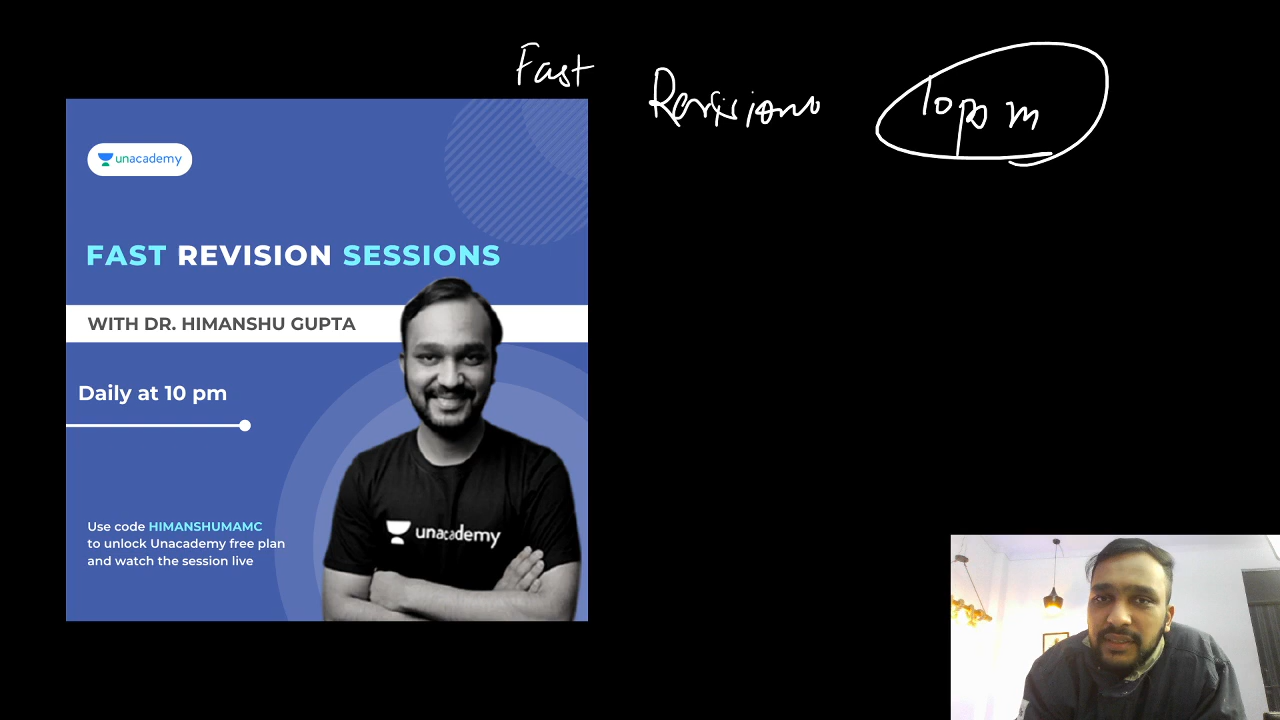 Fast Revisions 10pm
unacademy
FAST REVISION SESSIONS
WITH DR. HIMANSHU GUPTA
Daily at 10 pm
unacademy
Use code HIMANSHUMAMC
to unlock Unacademy free plan
and watch the session live